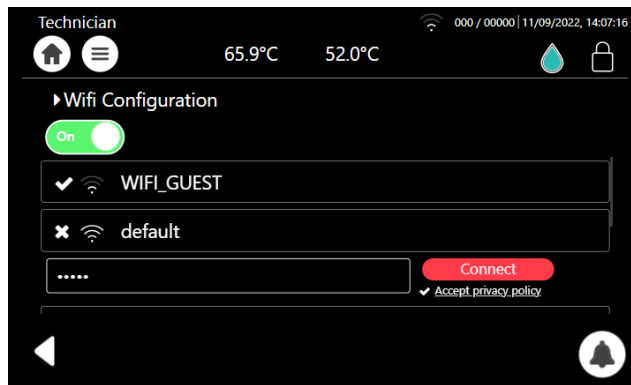 Technician
000 / 00000 | 11/09/2022, 14:07:16
65.9°C 52.0°C
Wifi Configuration
On
WIFI_GUEST
default
•••••
Connect
Accept privacy policy